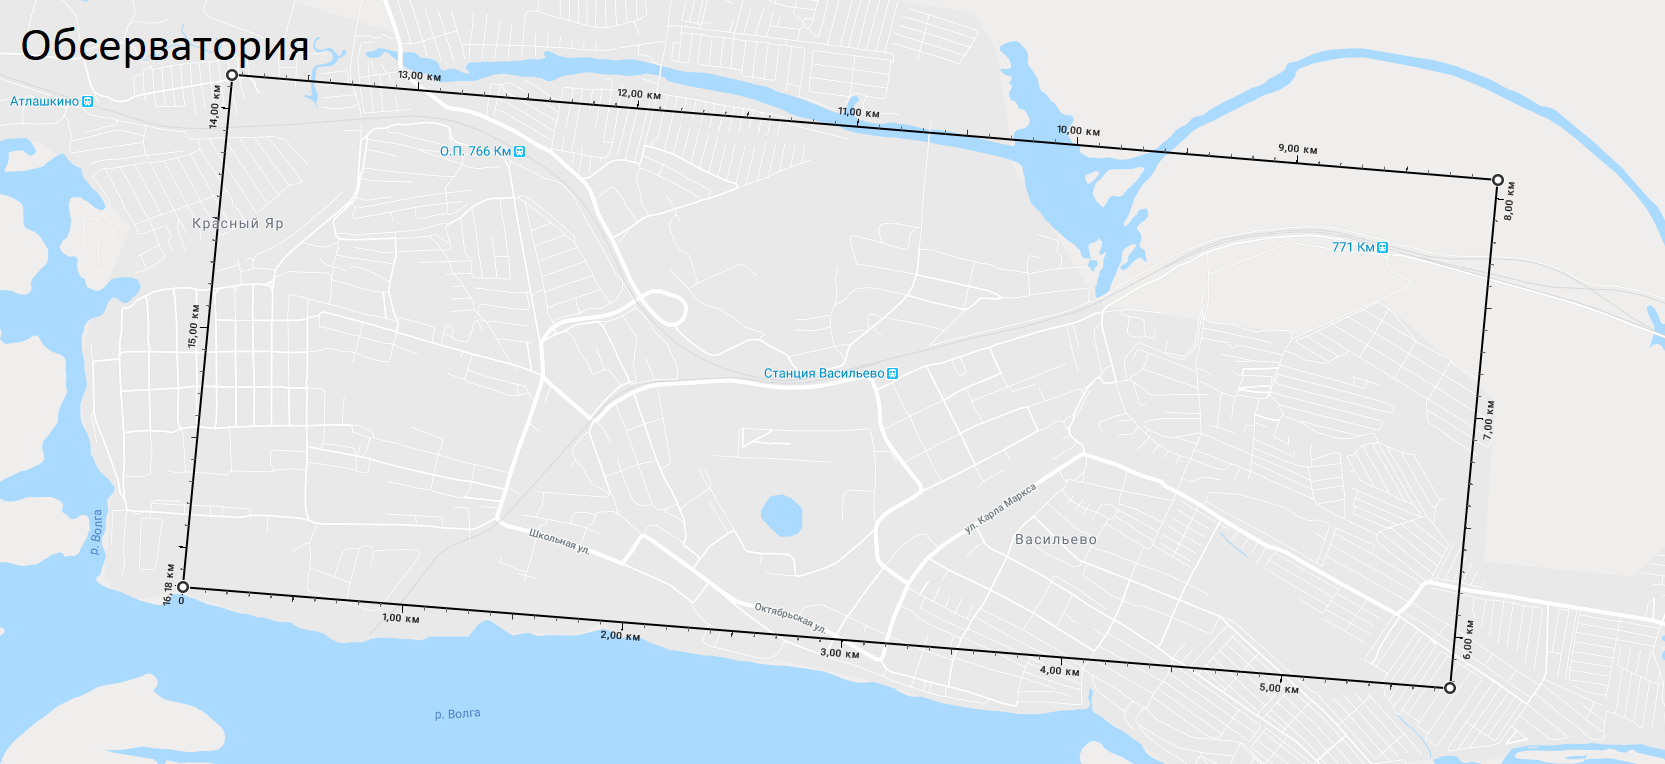 Обсерватория
13,00 км
Атлашкино
14,00 км
12,00 км
11,00 км
10,00 км
О.П. 766 Км
9,00 км
8,00 км
Красный Яр
771 Км
15,00 км
Станция Васильево
7,00 км
ул. Карла Маркса
р. Волга
Школьная ул.
Васильево
16,18 км
0
1,00 км
Октябрьская ул.
2,00 км
3,00 км
6,00 км
4,00 км
5,00 км
р. Волга